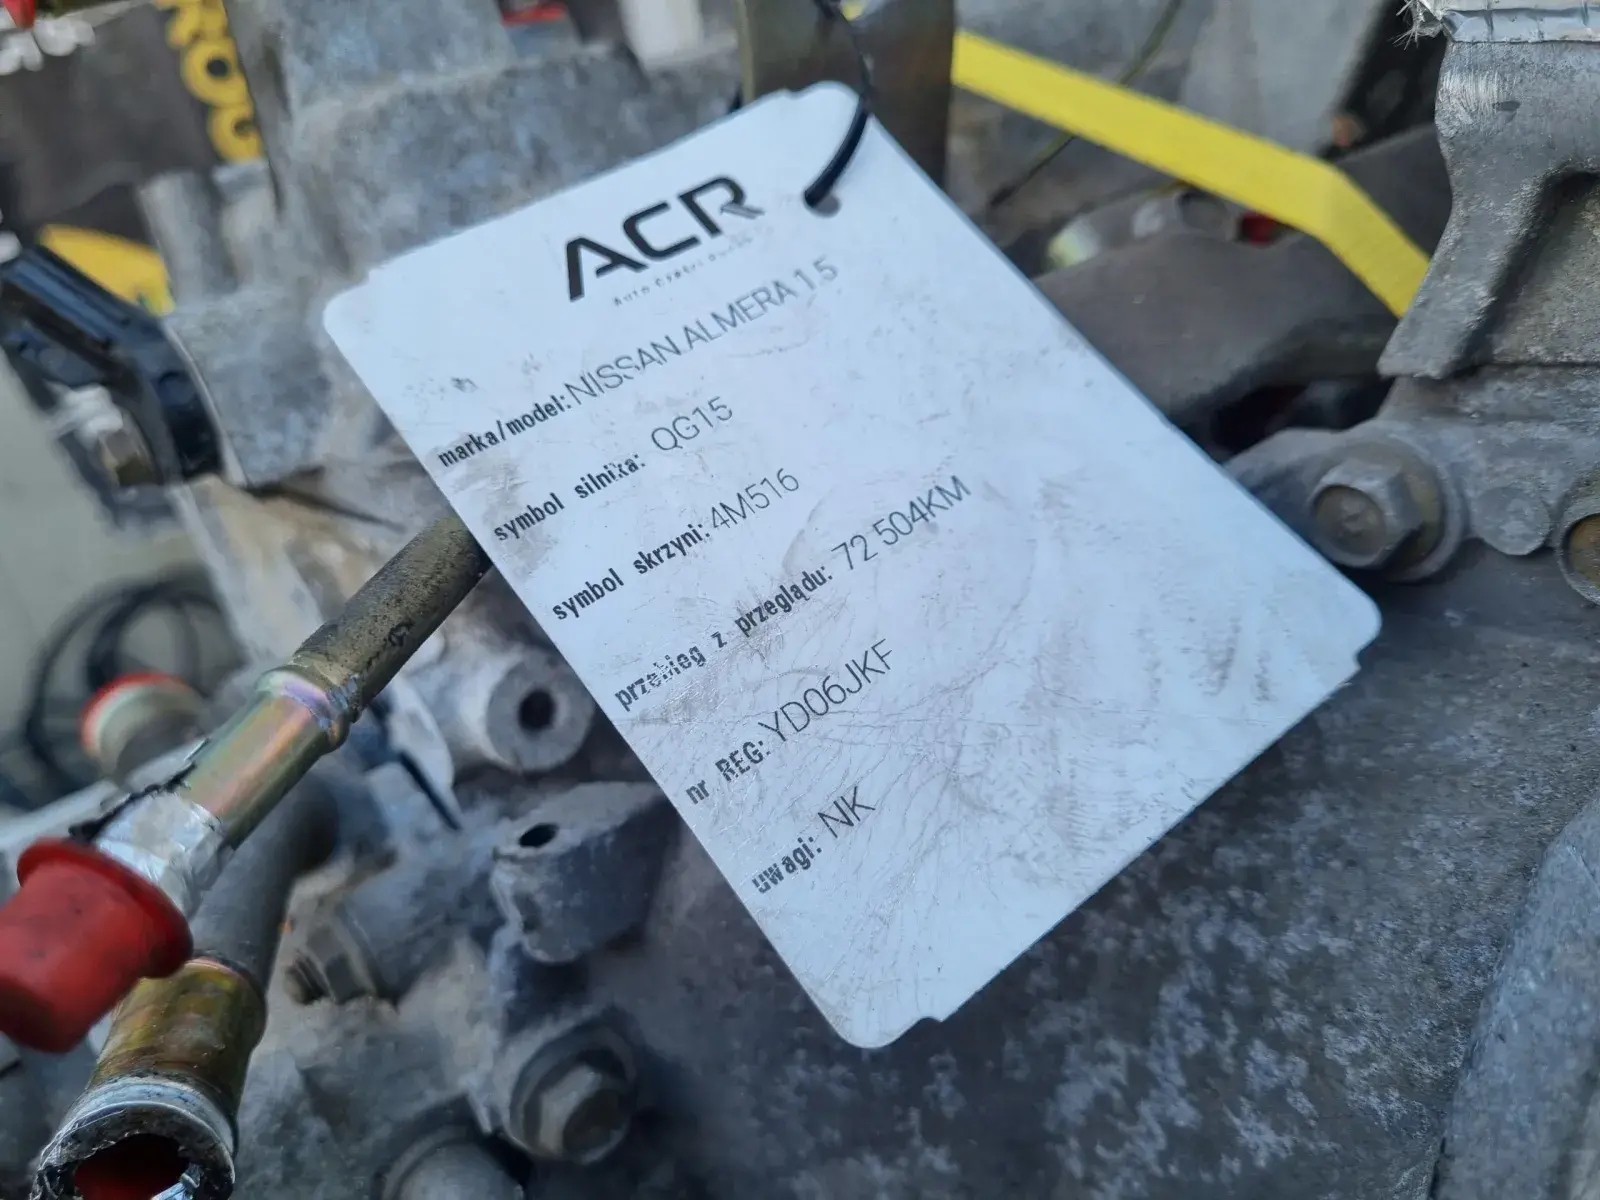 ACR
marka/model: NISSAN ALMERA 1.5
symbol silnika: QG15
symbol skrzyni: 4M516
przebieg z przeglądu: 72 504KM
nr REG: YD06JKF
uwagi: NK